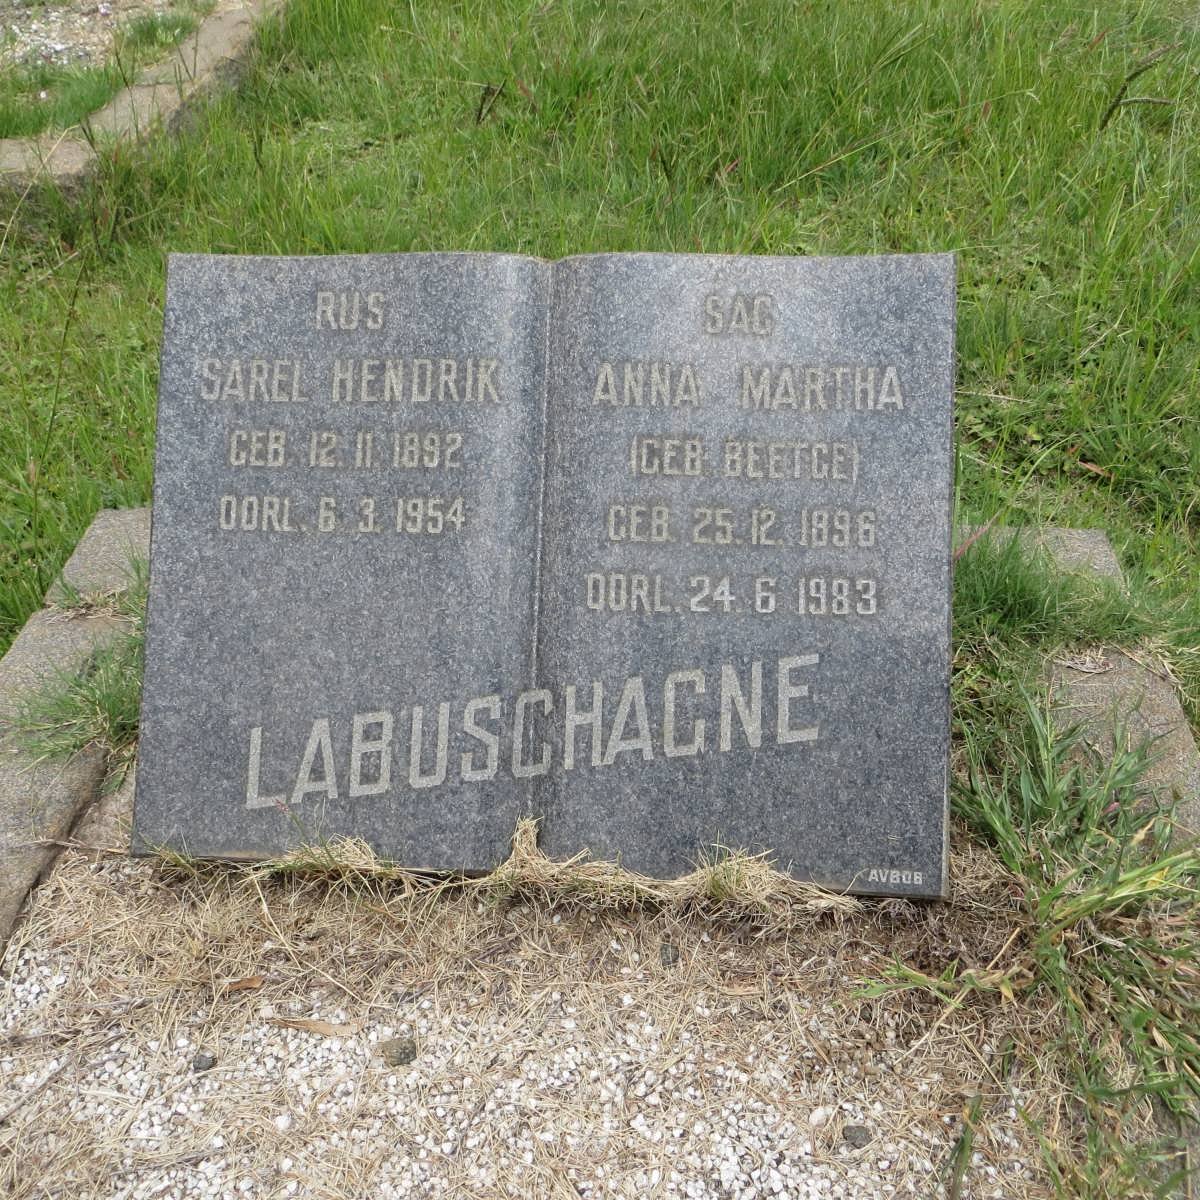 RUS
SAREL HENDRIK
GEB. 12. 11. 1892
OORL. 6. 3. 1954
SAG
ANNA MARTHA
(GEB. BEETGE)
GEB. 25. 12. 1896
OORL. 24. 6. 1983
LABUSCHAGNE
AVBOB